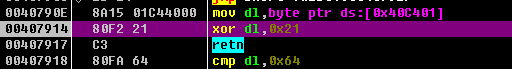 0040790E 8A15 01C44000 mov dl,byte ptr ds:[0x40C401]
00407914 80F2 21 xor dl,0x21
00407917 C3 retn
00407918 80FA 64 cmp dl,0x64